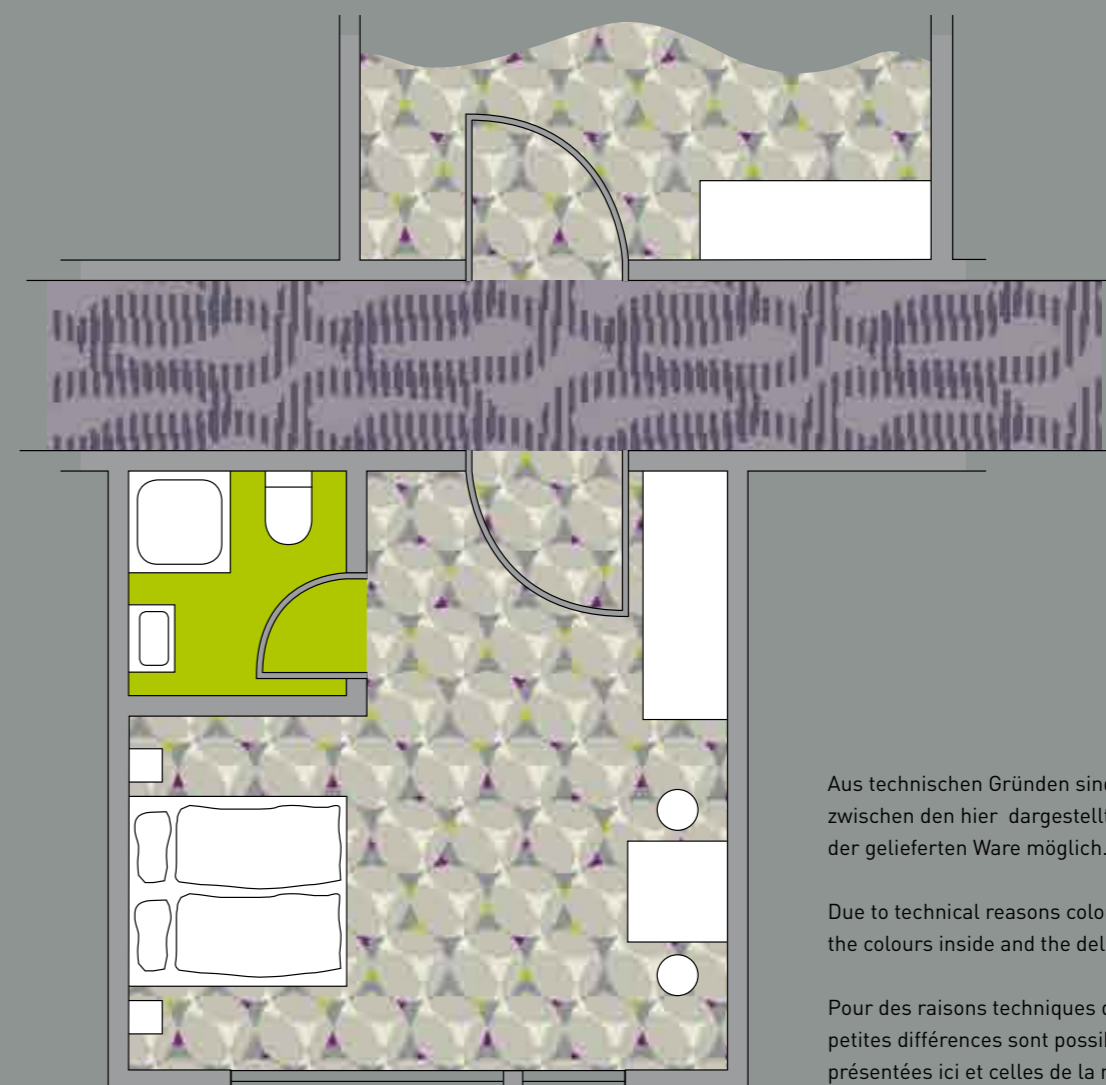 Aus technischen Gründen sind
zwischen den hier dargestellt
der gelieferten Ware möglich.
Due to technical reasons colo
the colours inside and the del
Pour des raisons techniques d
petites différences sont possib
présentées ici et celles de la